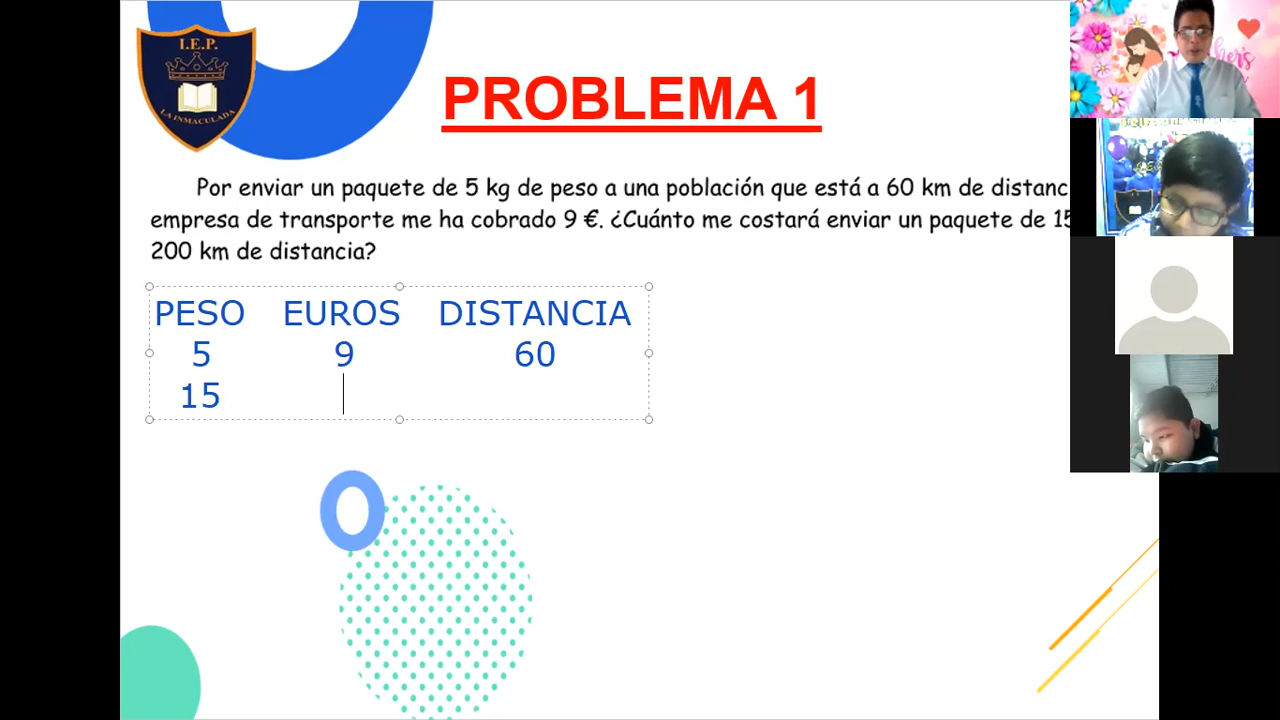 I.E.P.
LA INMACULADA
PROBLEMA 1
Por enviar un paquete de 5 kg de peso a una población que está a 60 km de
empresa de transporte me ha cobrado 9 €. ¿Cuánto me costará enviar un paquete de
200 km de distancia?
PESO EUROS DISTANCIA
5 9 60
15